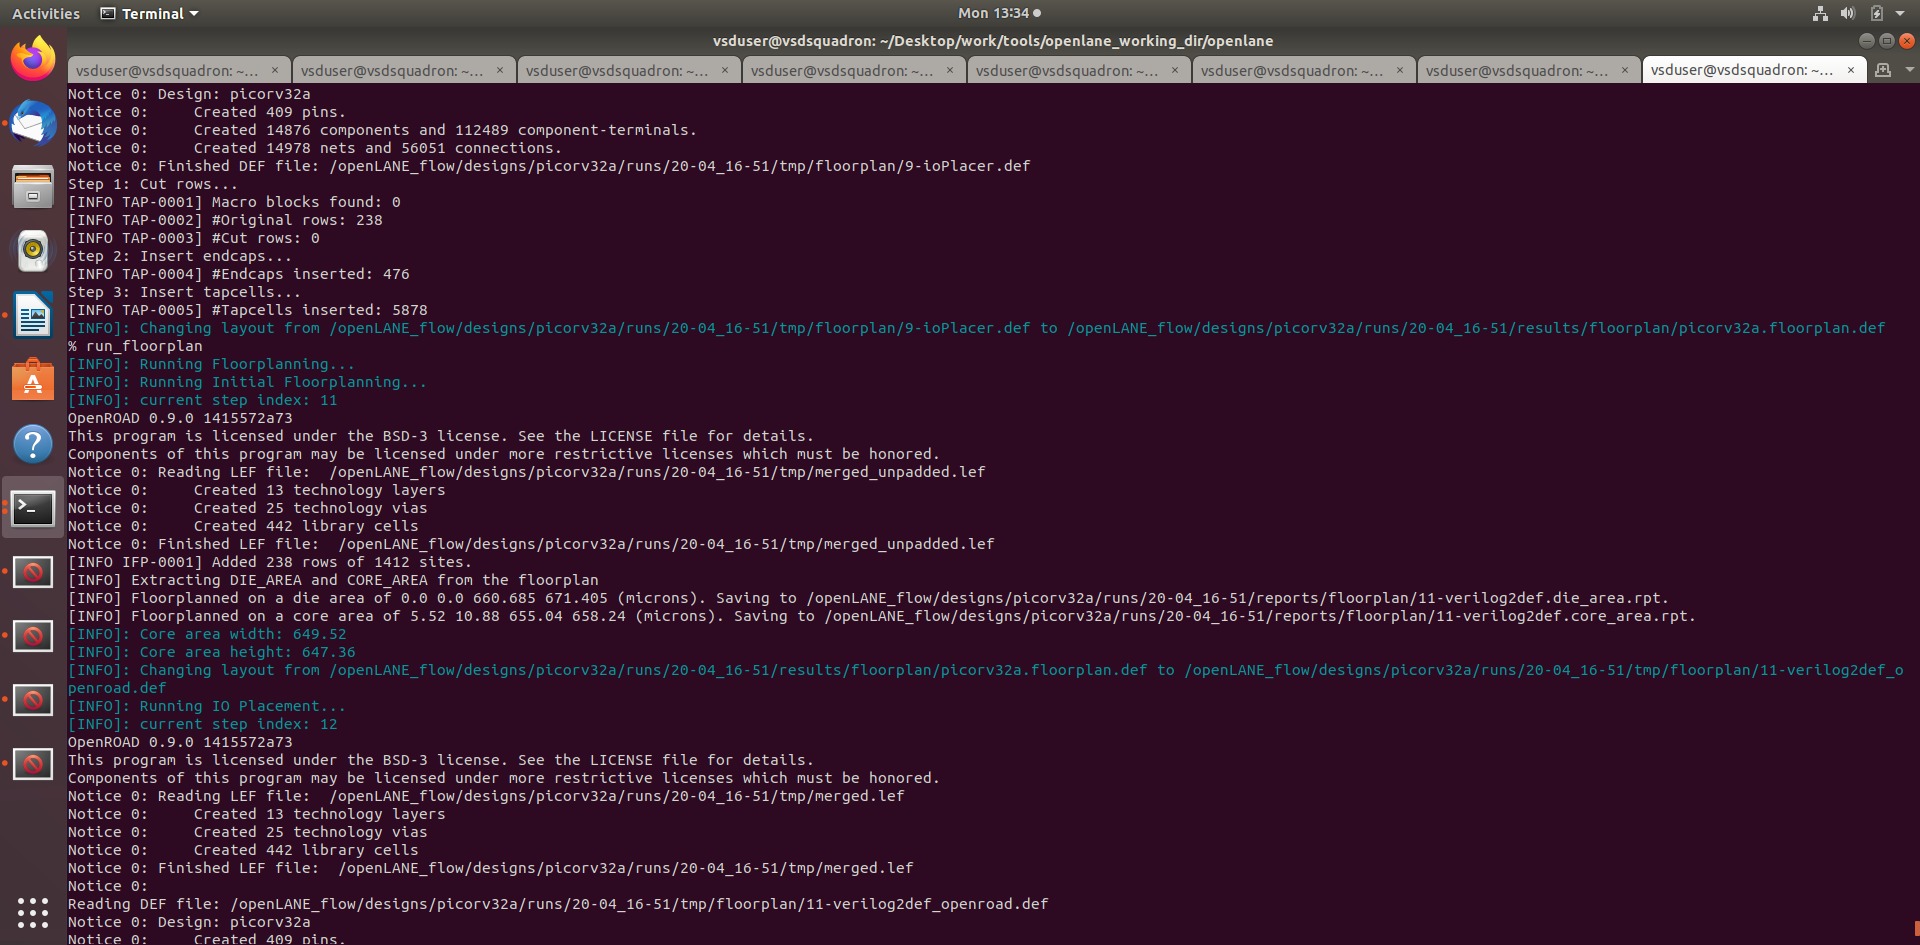 Activities Terminal Mon 13:34
vsduser@vsdsquadron: ~/Desktop/work/tools/openlane_working_dir/openlane
vsduser@vsdsquadron: ~... × vsduser@vsdsquadron: ~... × vsduser@vsdsquadron: ~... × vsduser@vsdsquadron: ~... × vsduser@vsdsquadron: ~... × vsduser@vsdsquadron: ~... × vsduser@vsdsquadron: ~... × vsduser@vsdsquadron: ~... ×
Notice 0: Design: picorv32a
Notice 0:     Created 409 pins.
Notice 0:     Created 14876 components and 112489 component-terminals.
Notice 0:     Created 14978 nets and 56051 connections.
Notice 0: Finished DEF file: /openLANE_flow/designs/picorv32a/runs/20-04_16-51/tmp/floorplan/9-ioPlacer.def
Step 1: Cut rows...
[INFO TAP-0001] Macro blocks found: 0
[INFO TAP-0002] #Original rows: 238
[INFO TAP-0003] #Cut rows: 0
Step 2: Insert endcaps...
[INFO TAP-0004] #Endcaps inserted: 476
Step 3: Insert tapcells...
[INFO TAP-0005] #Tapcells inserted: 5878
[INFO]: Changing layout from /openLANE_flow/designs/picorv32a/runs/20-04_16-51/tmp/floorplan/9-ioPlacer.def to /openLANE_flow/designs/picorv32a/runs/20-04_16-51/results/floorplan/picorv32a.floorplan.def
% run_floorplan
[INFO]: Running Floorplanning...
[INFO]: Running Initial Floorplanning...
[INFO]: current step index: 11
OpenROAD 0.9.0 1415572a73
This program is licensed under the BSD-3 license. See the LICENSE file for details.
Components of this program may be licensed under more restrictive licenses which must be honored.
Notice 0: Reading LEF file:  /openLANE_flow/designs/picorv32a/runs/20-04_16-51/tmp/merged_unpadded.lef
Notice 0:     Created 13 technology layers
Notice 0:     Created 25 technology vias
Notice 0:     Created 442 library cells
Notice 0: Finished LEF file:  /openLANE_flow/designs/picorv32a/runs/20-04_16-51/tmp/merged_unpadded.lef
[INFO IFP-0001] Added 238 rows of 1412 sites.
[INFO] Extracting DIE_AREA and CORE_AREA from the floorplan
[INFO] Floorplanned on a die area of 0.0 0.0 660.685 671.405 (microns). Saving to /openLANE_flow/designs/picorv32a/runs/20-04_16-51/reports/floorplan/11-verilog2def.die_area.rpt.
[INFO] Floorplanned on a core area of 5.52 10.88 655.04 658.24 (microns). Saving to /openLANE_flow/designs/picorv32a/runs/20-04_16-51/reports/floorplan/11-verilog2def.core_area.rpt.
[INFO]: Core area width: 649.52
[INFO]: Core area height: 647.36
[INFO]: Changing layout from /openLANE_flow/designs/picorv32a/runs/20-04_16-51/results/floorplan/picorv32a.floorplan.def to /openLANE_flow/designs/picorv32a/runs/20-04_16-51/tmp/floorplan/11-verilog2def_o
penroad.def
[INFO]: Running IO Placement...
[INFO]: current step index: 12
OpenROAD 0.9.0 1415572a73
This program is licensed under the BSD-3 license. See the LICENSE file for details.
Components of this program may be licensed under more restrictive licenses which must be honored.
Notice 0: Reading LEF file:  /openLANE_flow/designs/picorv32a/runs/20-04_16-51/tmp/merged.lef
Notice 0:     Created 13 technology layers
Notice 0:     Created 25 technology vias
Notice 0:     Created 442 library cells
Notice 0: Finished LEF file:  /openLANE_flow/designs/picorv32a/runs/20-04_16-51/tmp/merged.lef
Notice 0:
Reading DEF file: /openLANE_flow/designs/picorv32a/runs/20-04_16-51/tmp/floorplan/11-verilog2def_openroad.def
Notice 0: Design: picorv32a
Notice 0:     Created 409 pins.